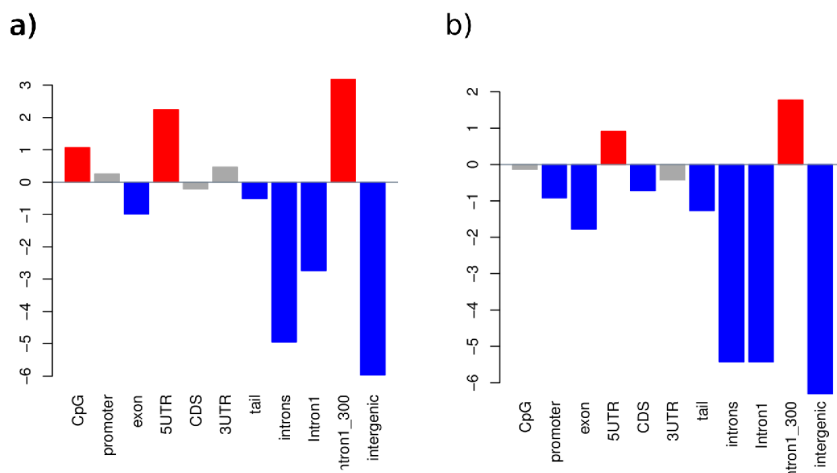 a)
3
2
1
0
−1
−2
−3
−4
−5
−6
CpG
promoter
exon
5UTR
CDS
3UTR
tail
introns
Intron1
ntron1_300
intergenic
b)
2
1
0
−1
−2
−3
−4
−5
−6
CpG
promoter
exon
5UTR
CDS
3UTR
tail
introns
Intron1
ntron1_300
intergenic